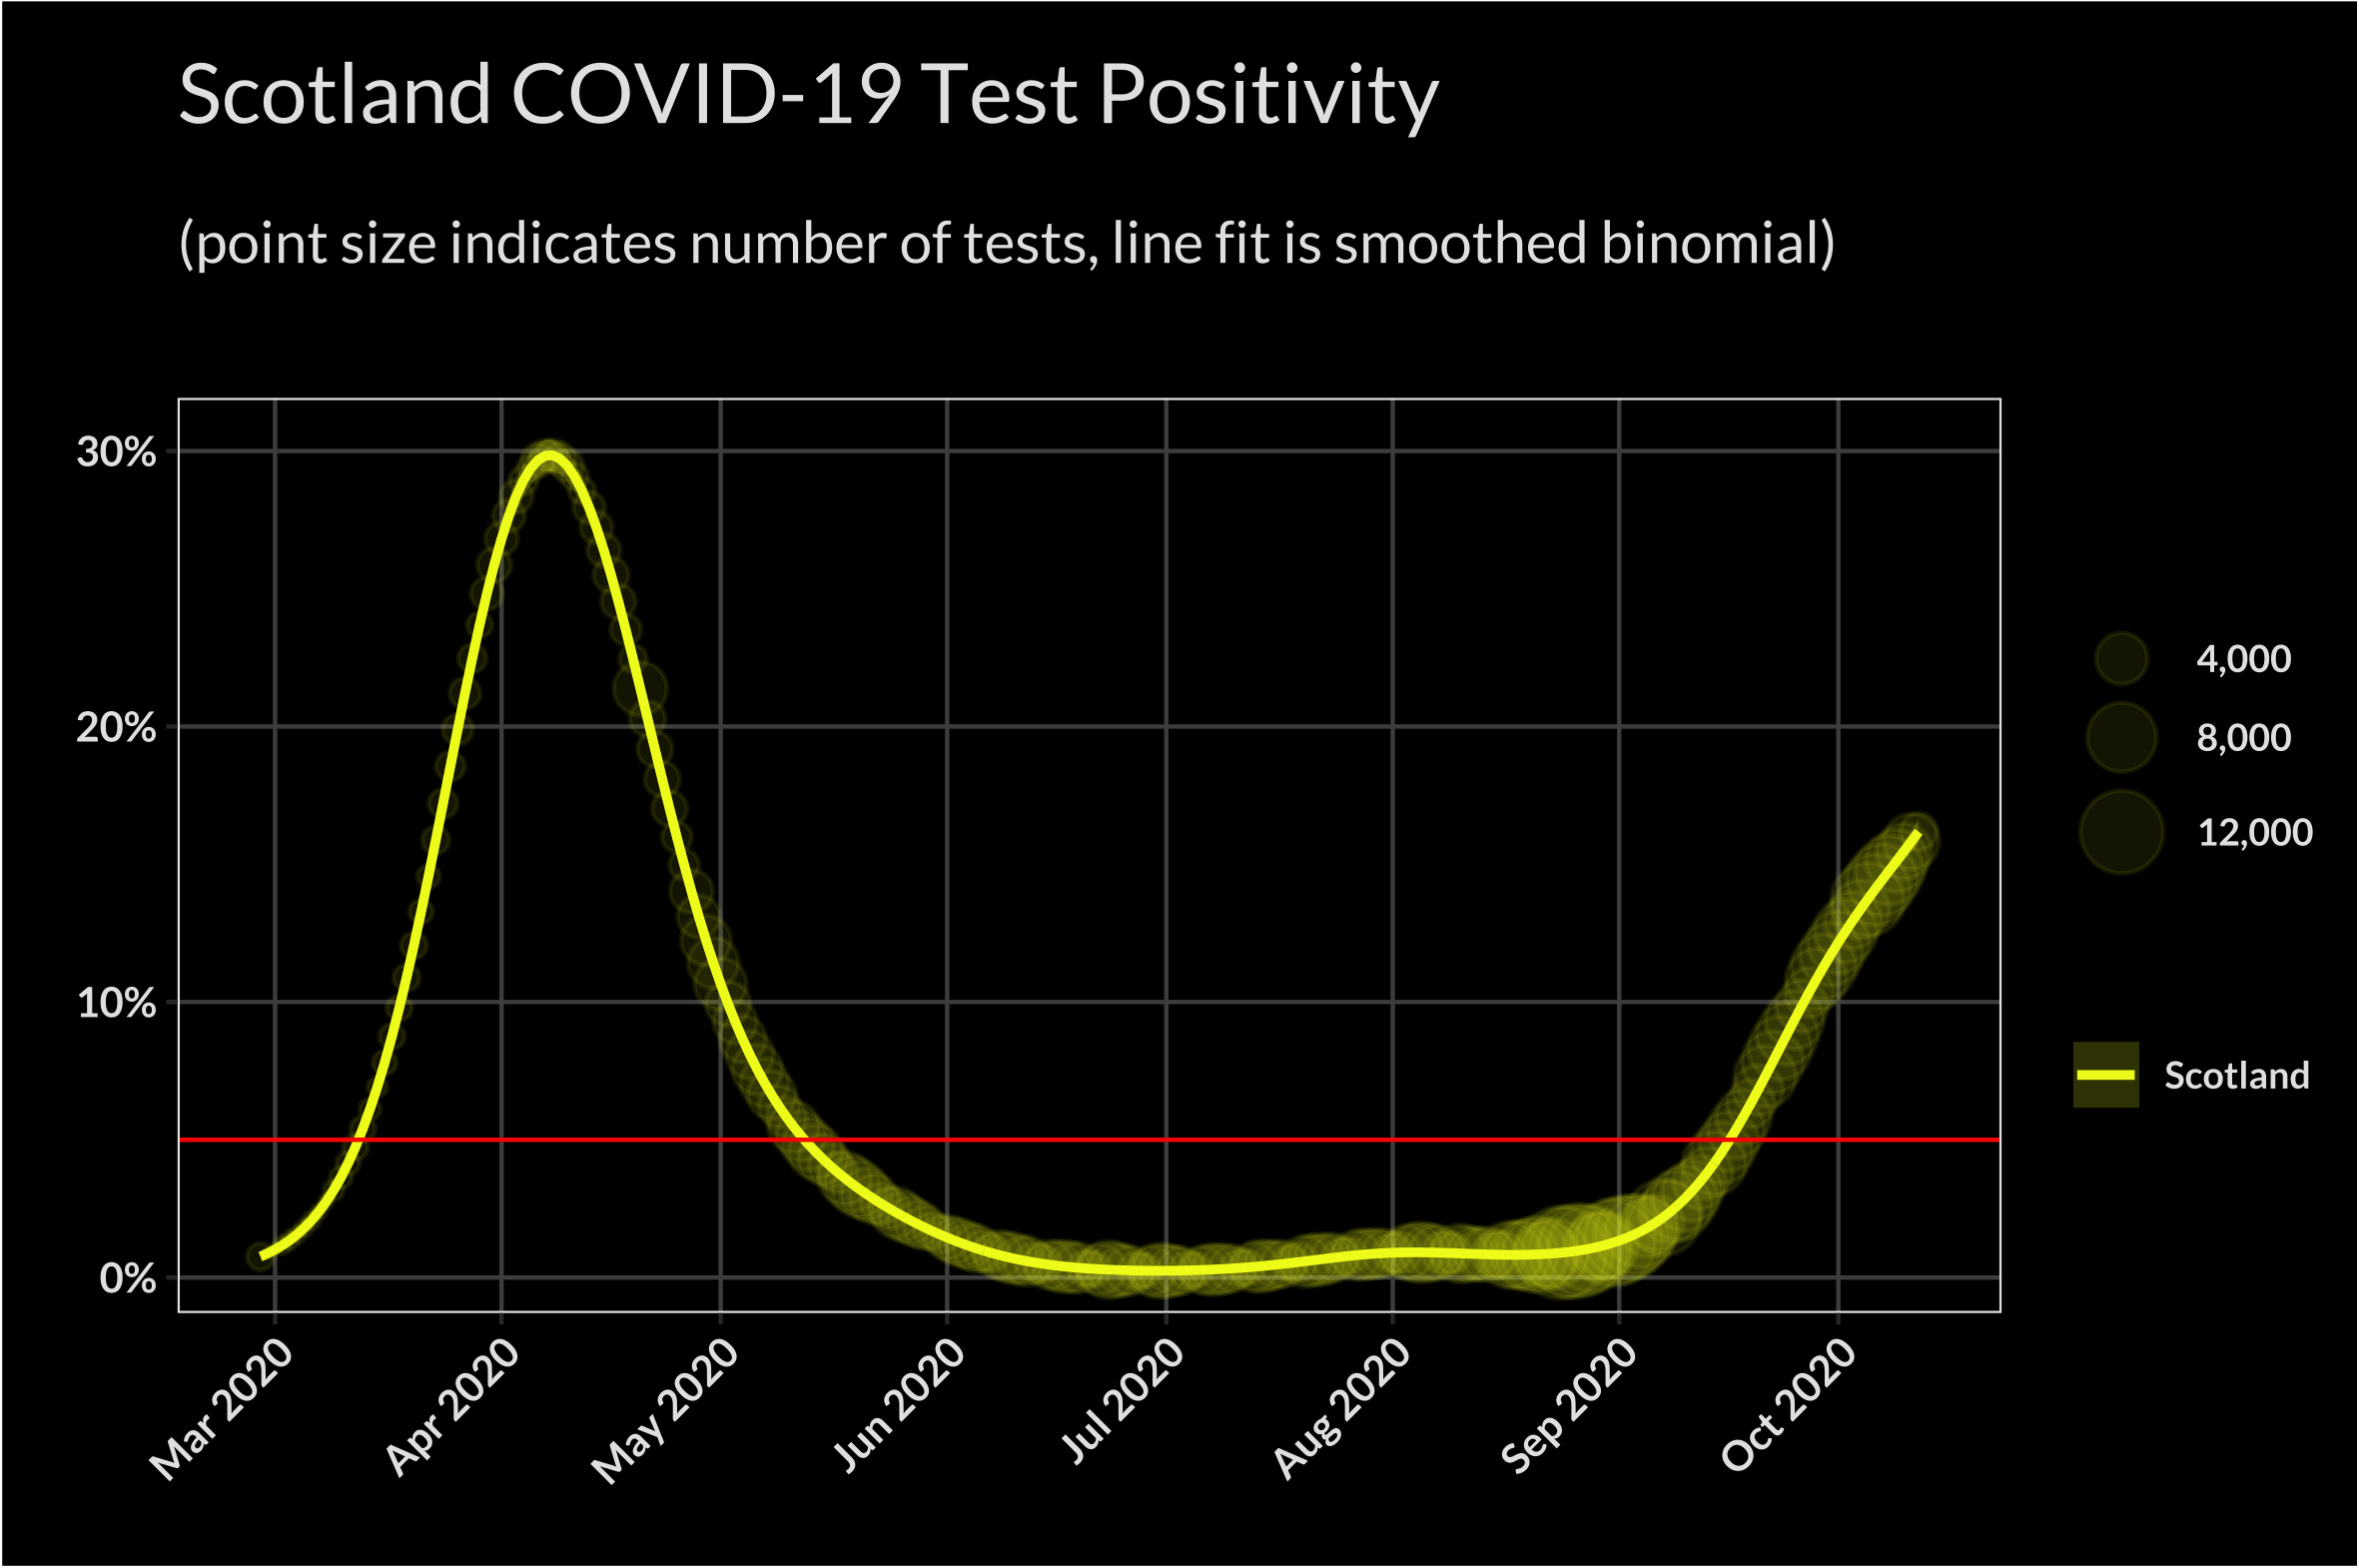 Scotland COVID-19 Test Positivity
(point size indicates number of tests, line fit is smoothed binomial)
30%
20%
10%
0%
4,000
8,000
12,000
Scotland
Mar 2020
Apr 2020
May 2020
Jun 2020
Jul 2020
Aug 2020
Sep 2020
Oct 2020